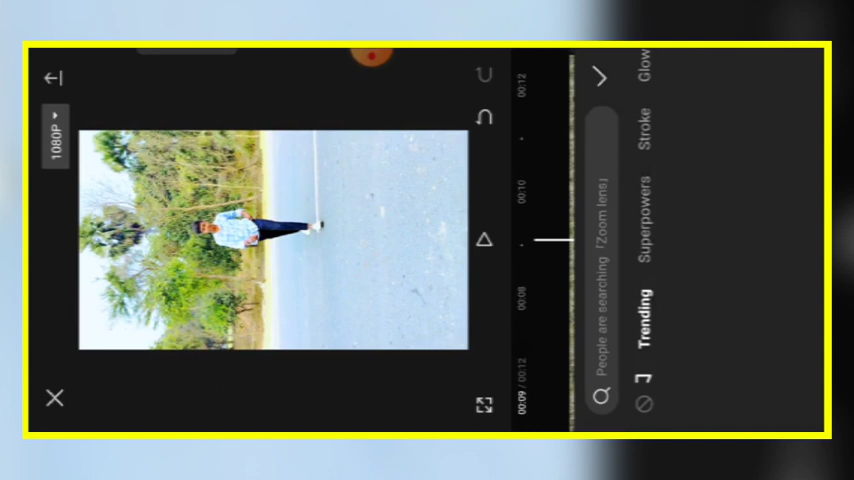 1080P
00:09 / 00:12
00:08
00:10
00:12
People are searching「Zoom lens」
Trending
Superpowers
Stroke
Glow